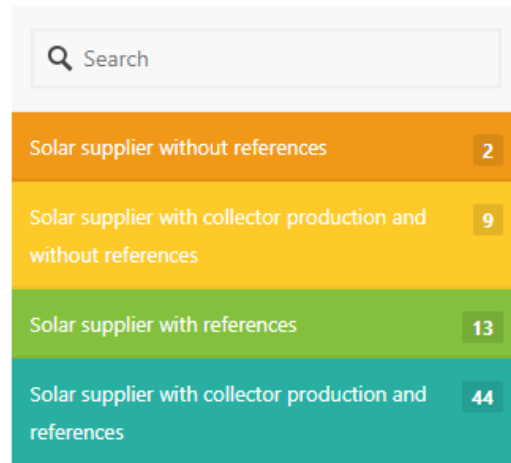 Search
Solar supplier without references 2
Solar supplier with collector production and 9
without references
Solar supplier with references 13
Solar supplier with collector production and 44
references